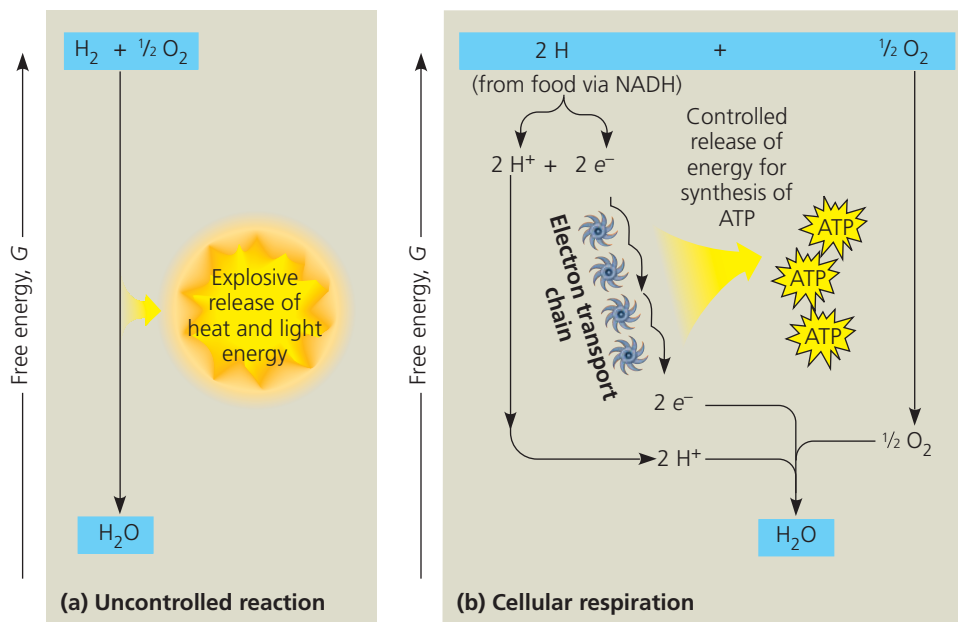 H₂ + ½ O₂
Free energy, G
Explosive
release of
heat and light
energy
H₂O
(a) Uncontrolled reaction
2 H + ½ O₂
(from food via NADH)
Free energy, G
2 H⁺ + 2 e⁻
Controlled
release of
energy for
synthesis of
ATP
Electron transport
chain
ATP
ATP
ATP
2 e⁻
½ O₂
2 H⁺
H₂O
(b) Cellular respiration